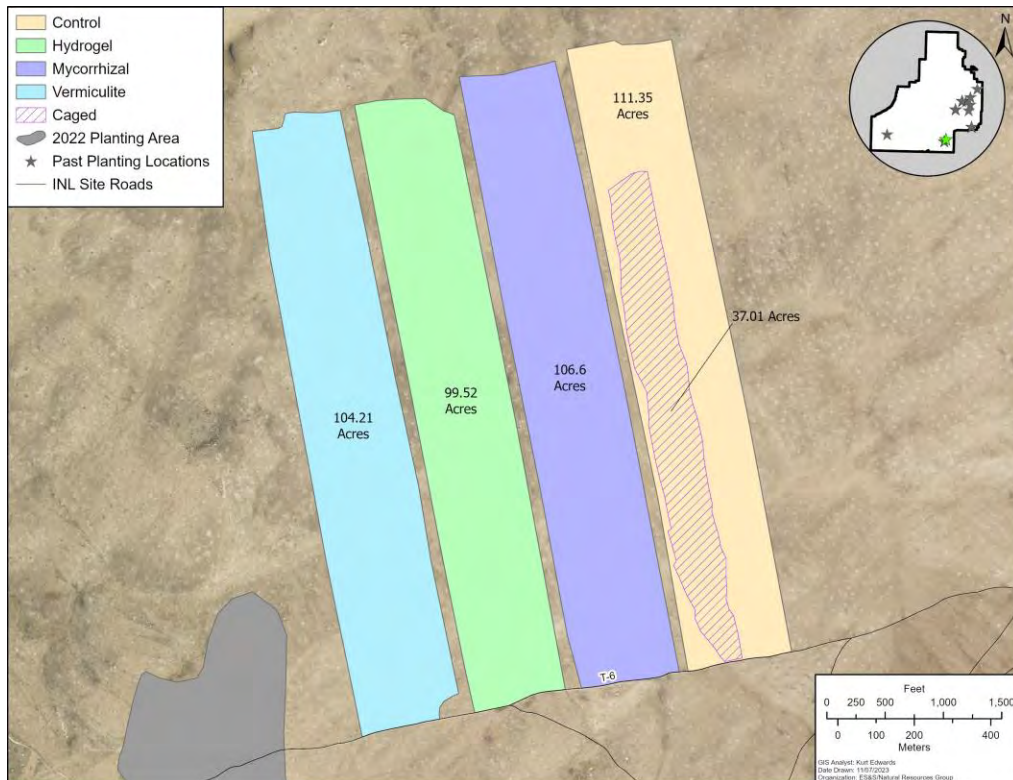 Control
Hydrogel
Mycorrhizal
Vermiculite
Caged
2022 Planting Area
Past Planting Locations
INL Site Roads
N
111.35
Acres
37.01 Acres
106.6
Acres
99.52
Acres
104.21
Acres
T-6
Feet
0 250 500 1,000 1,500
0 100 200 400
Meters
GIS Analyst: Kurt Edwards
Date Drawn: 11/07/2023
Organization: ES&S/Natural Resources Group